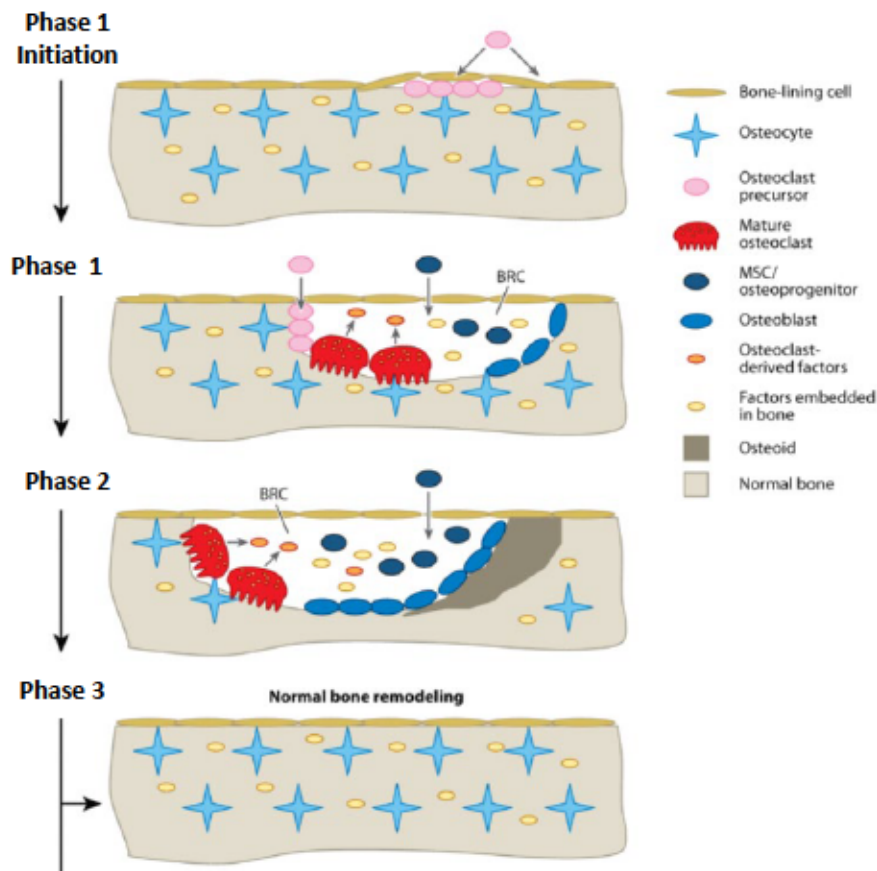 Phase 1
Initiation
Bone-lining cell
Osteocyte
Osteoclast
precursor
Mature
osteoclast
MSC/
osteoprogenitor
Osteoblast
Osteoclast-
derived factors
Factors embedded
in bone
Osteoid
Normal bone
Phase 1
BRC
Phase 2
BRC
Phase 3
Normal bone remodeling